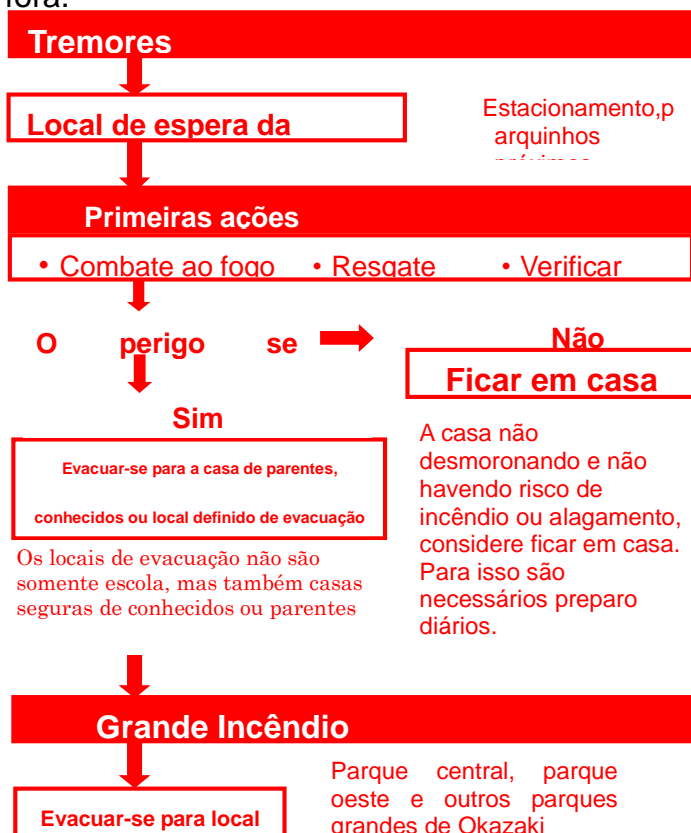 fora.
Tremores
Local de espera da
Estacionamento,p
arquinhos
Primeiras ações
• Combate ao fogo • Resgate • Verificar
O perigo se
Não
Ficar em casa
Sim
Evacuar-se para a casa de parentes,
conhecidos ou local definido de evacuação
Os locais de evacuação não são
somente escola, mas também casas
seguras de conhecidos ou parentes
A casa não
desmoronando e não
havendo risco de
incêndio ou alagamento,
considere ficar em casa.
Para isso são
necessários preparo
diários.
Grande Incêndio
Evacuar-se para local
Parque central, parque
oeste e outros parques
grandes de Okazaki